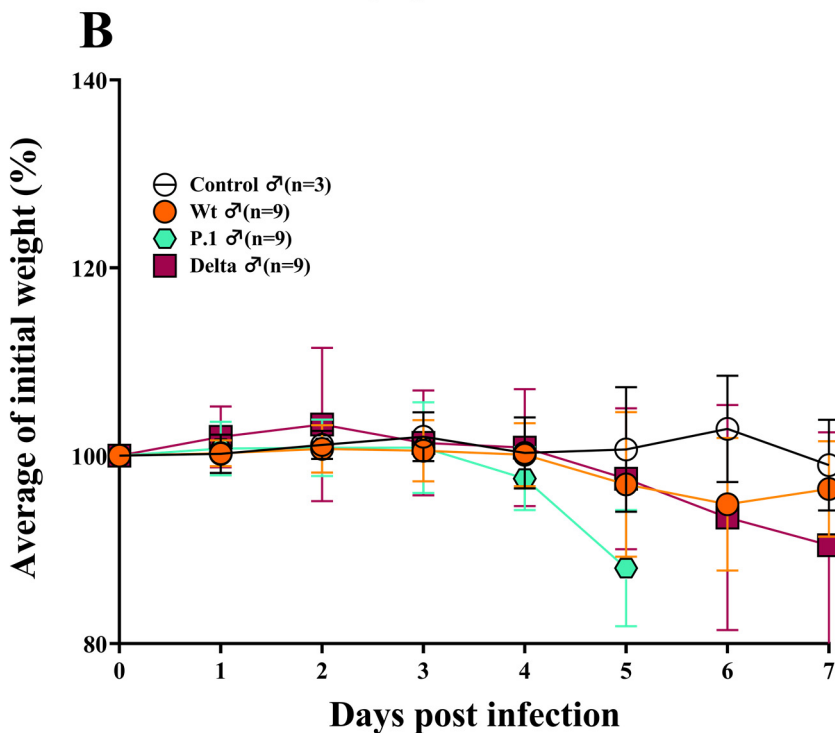 B
Average of initial weight (%)
140
120
100
80
Control ♂(n=3)
Wt ♂(n=9)
P.1 ♂(n=9)
Delta ♂(n=9)
0 1 2 3 4 5 6 7
Days post infection